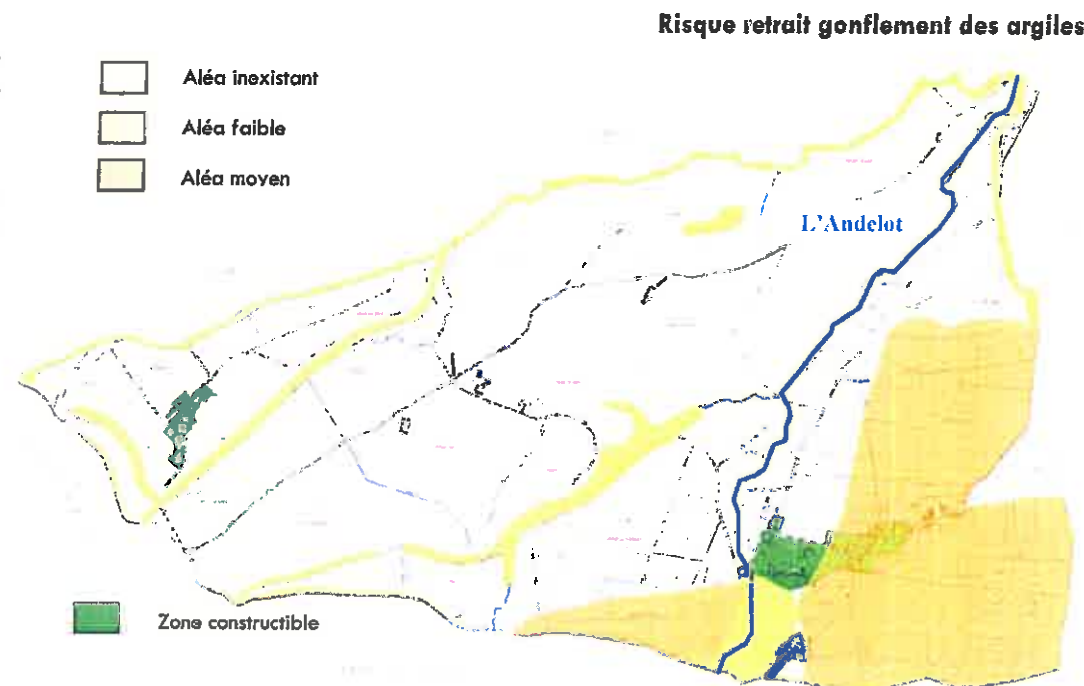 Risque retrait gonflement des argiles
Aléa inexistant
Aléa faible
Aléa moyen
L'Andelot
Zone constructible